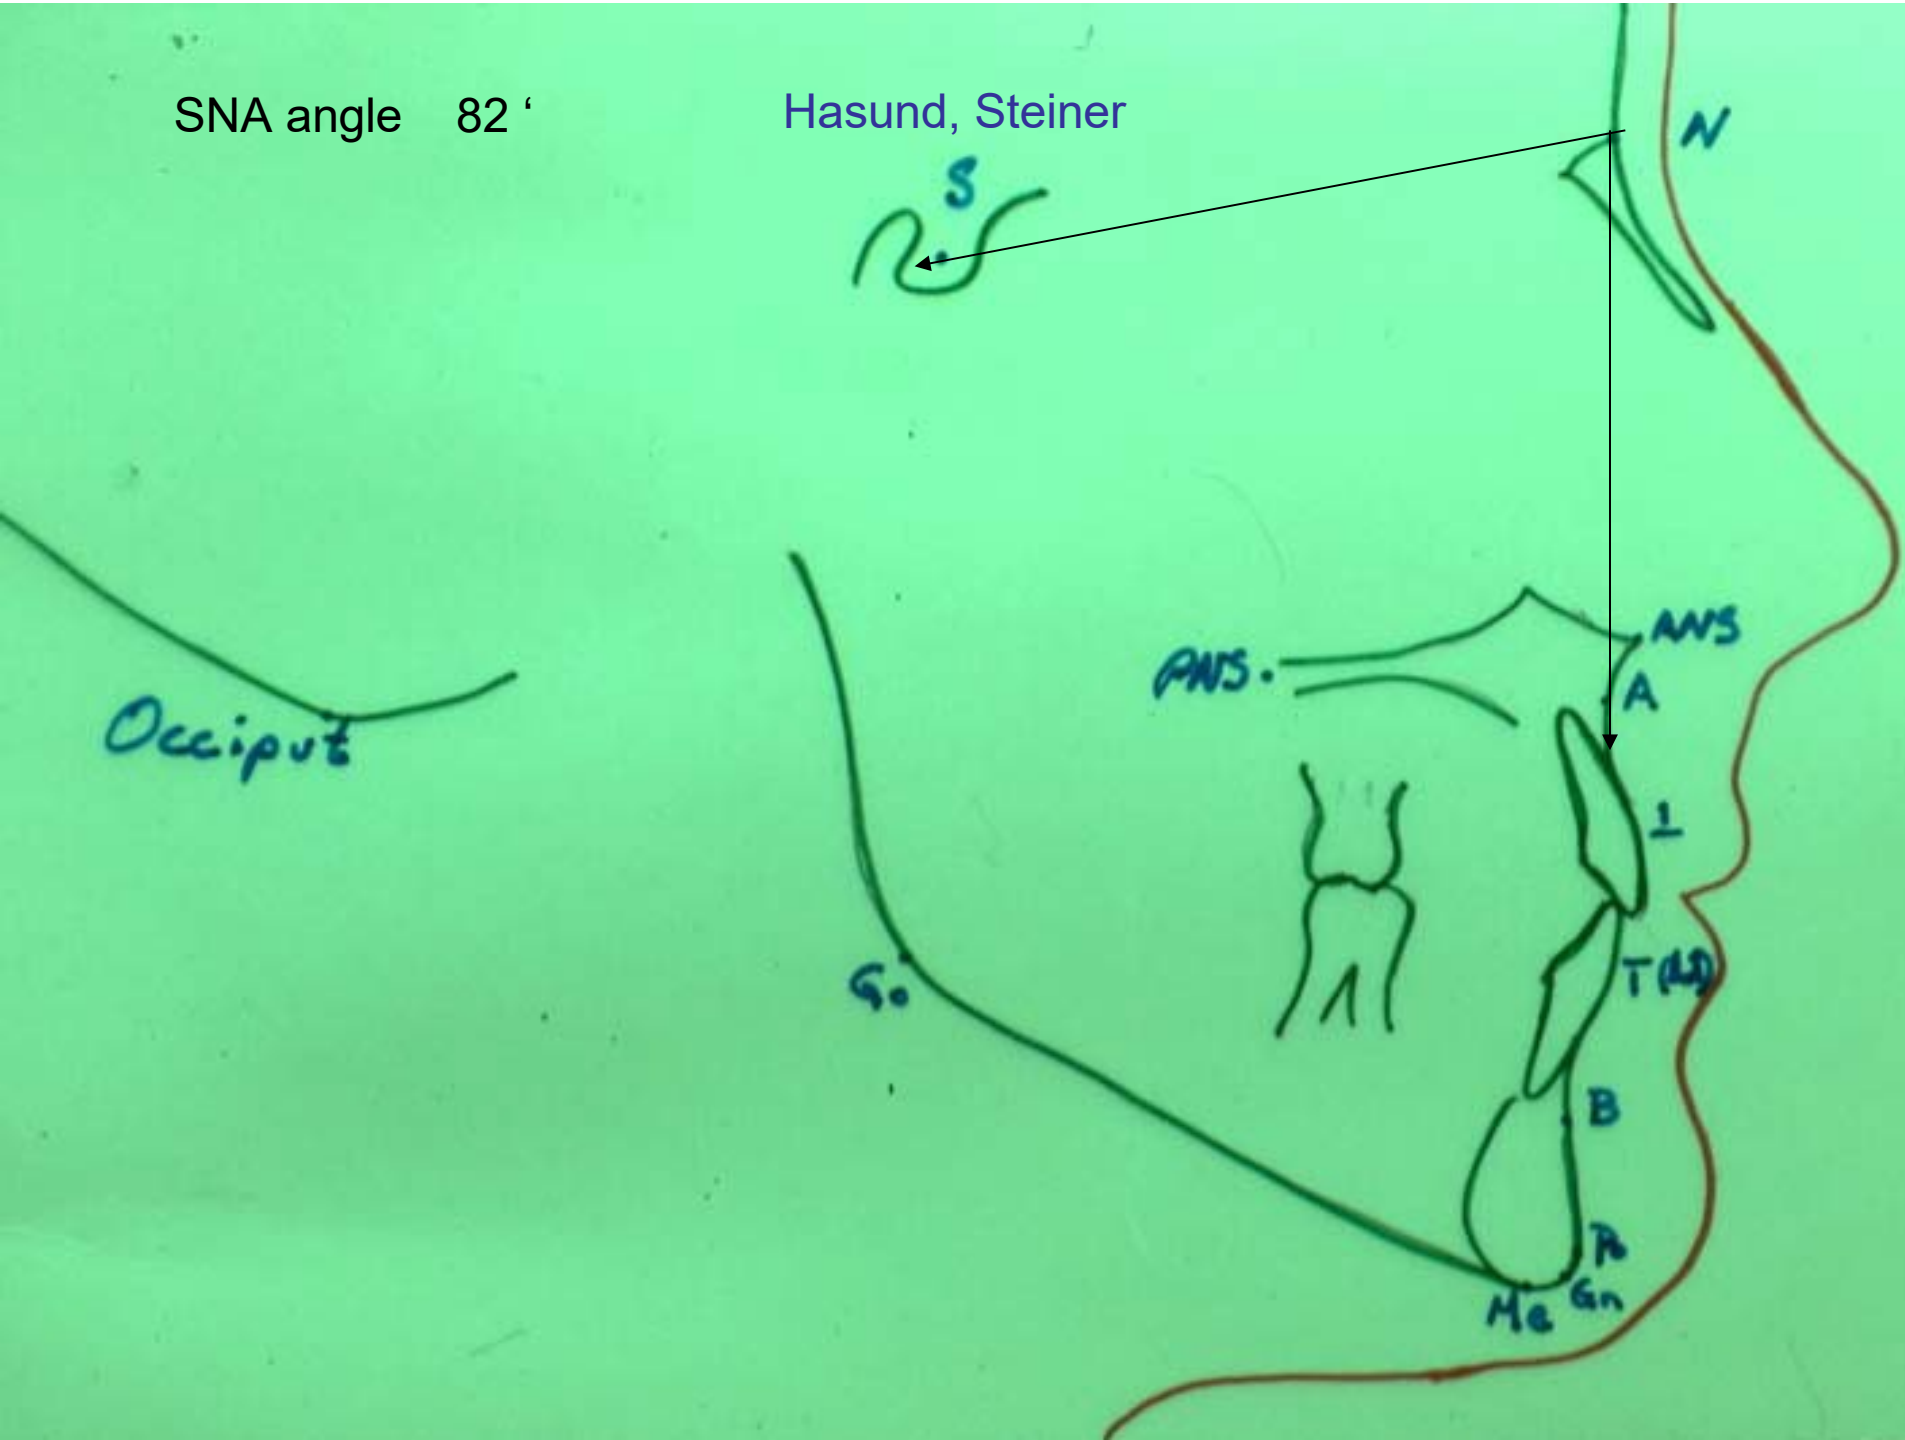 SNA angle 82 ‘
Hasund, Steiner
N
S
ANS
PNS.
A
Occiput
1
Go
B
Me
Gn